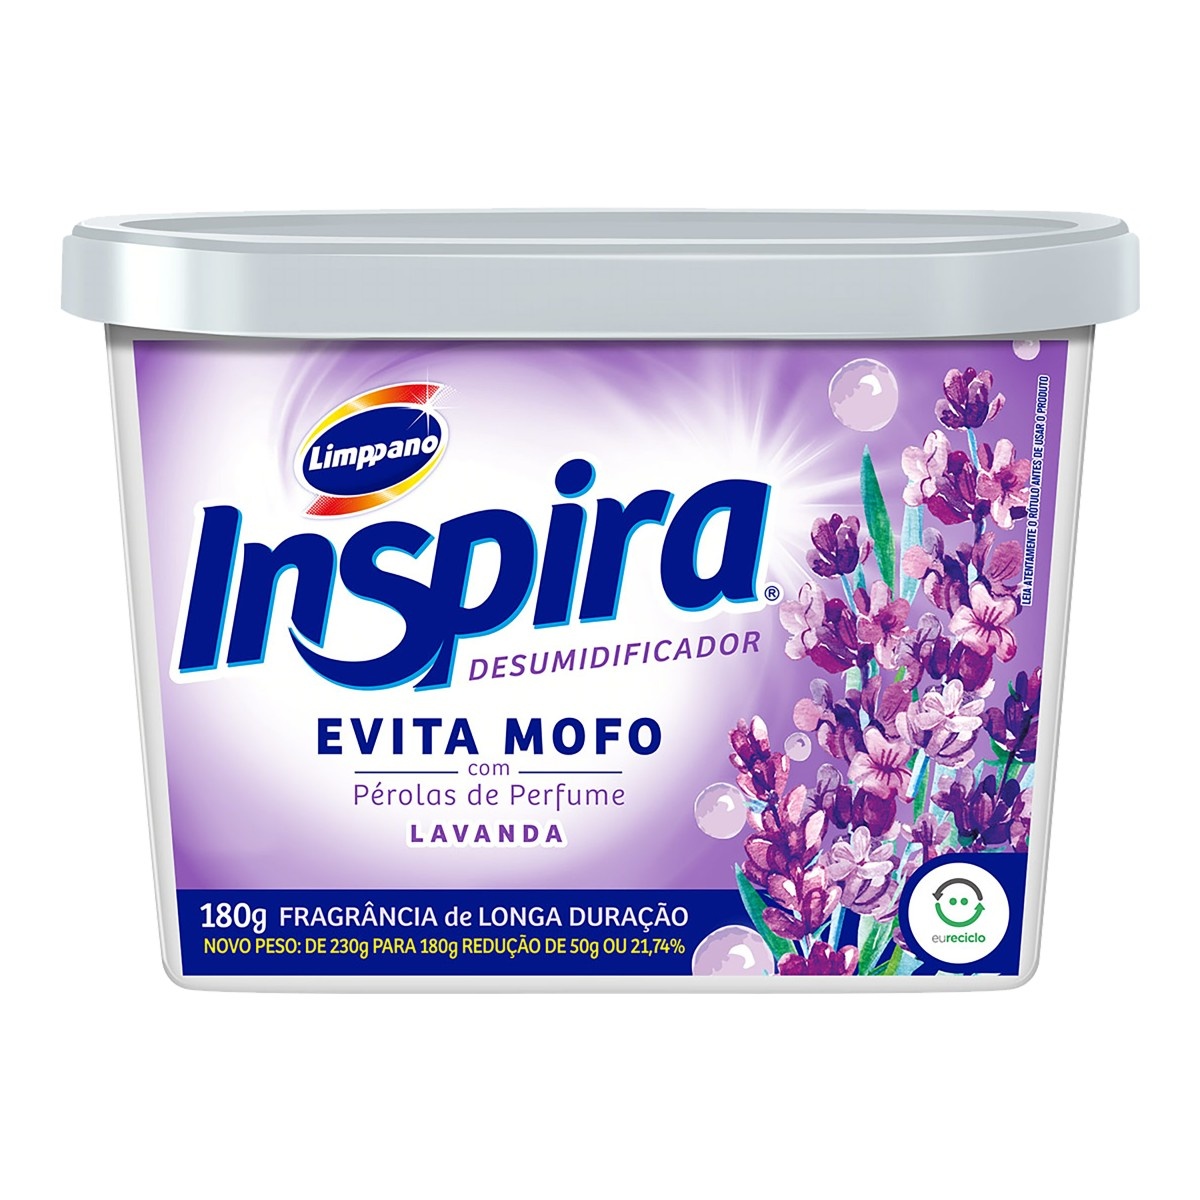 Limppano
Inspira®
DESUMIDIFICADOR
EVITA MOFO
com
Pérolas de Perfume
LAVANDA
180g FRAGRÂNCIA de LONGA DURAÇÃO
NOVO PESO: DE 230g PARA 180g REDUÇÃO DE 50g OU 21,74%
LEIA ATENTAMENTE O RÓTULO ANTES DE USAR O PRODUTO
eureciclo